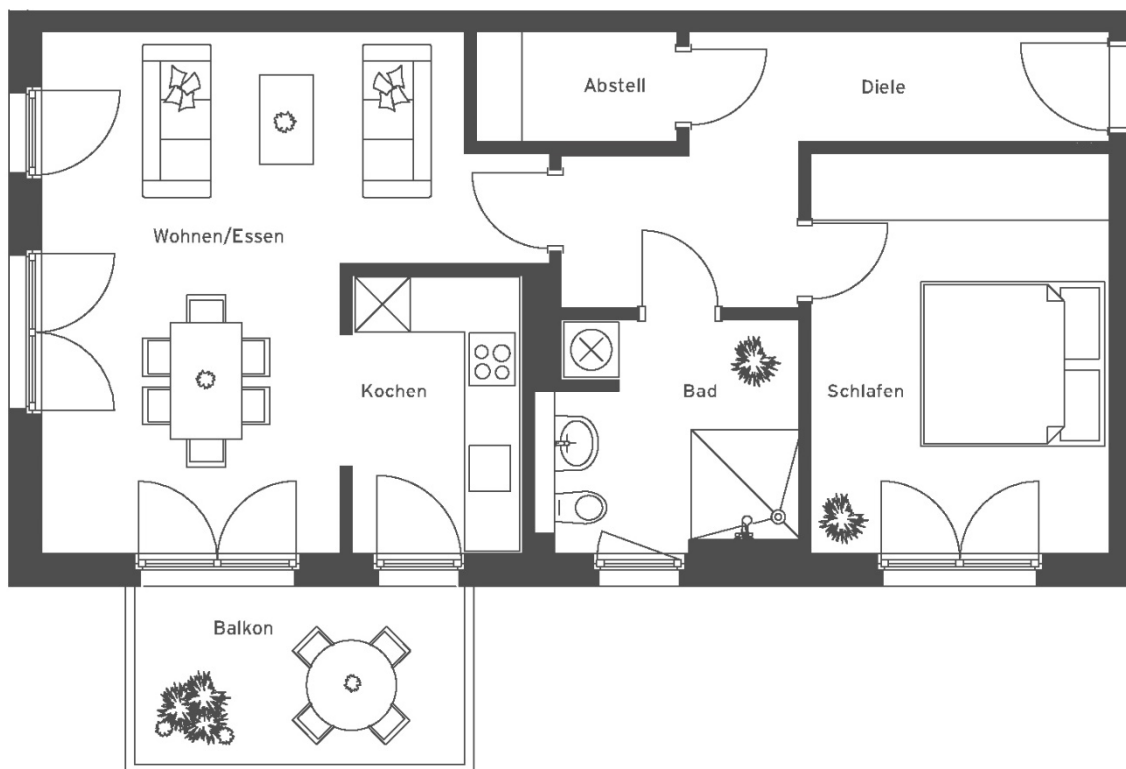 Abstell
Diele
Wohnen/Essen
Kochen
Bad
Schlafen
Balkon